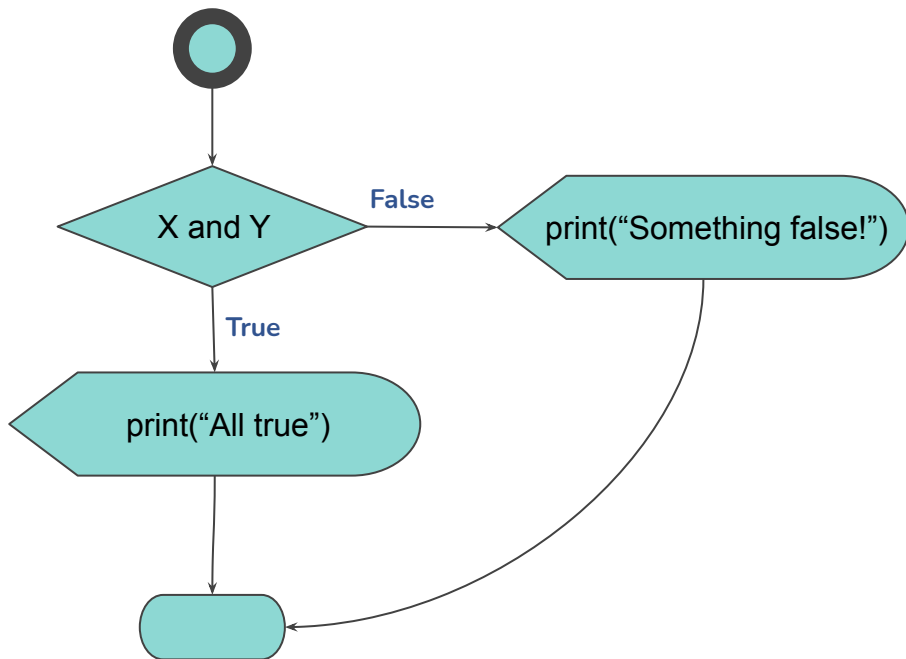 X and Y
False
print(“Something false!”)
True
print(“All true”)